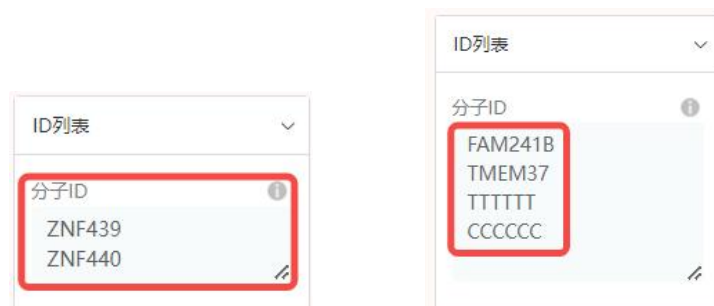 ID列表
分子ID
ZNF439
ZNF440
ID列表
分子ID
FAM241B
TMEM37
TTTTTT
CCCCCC